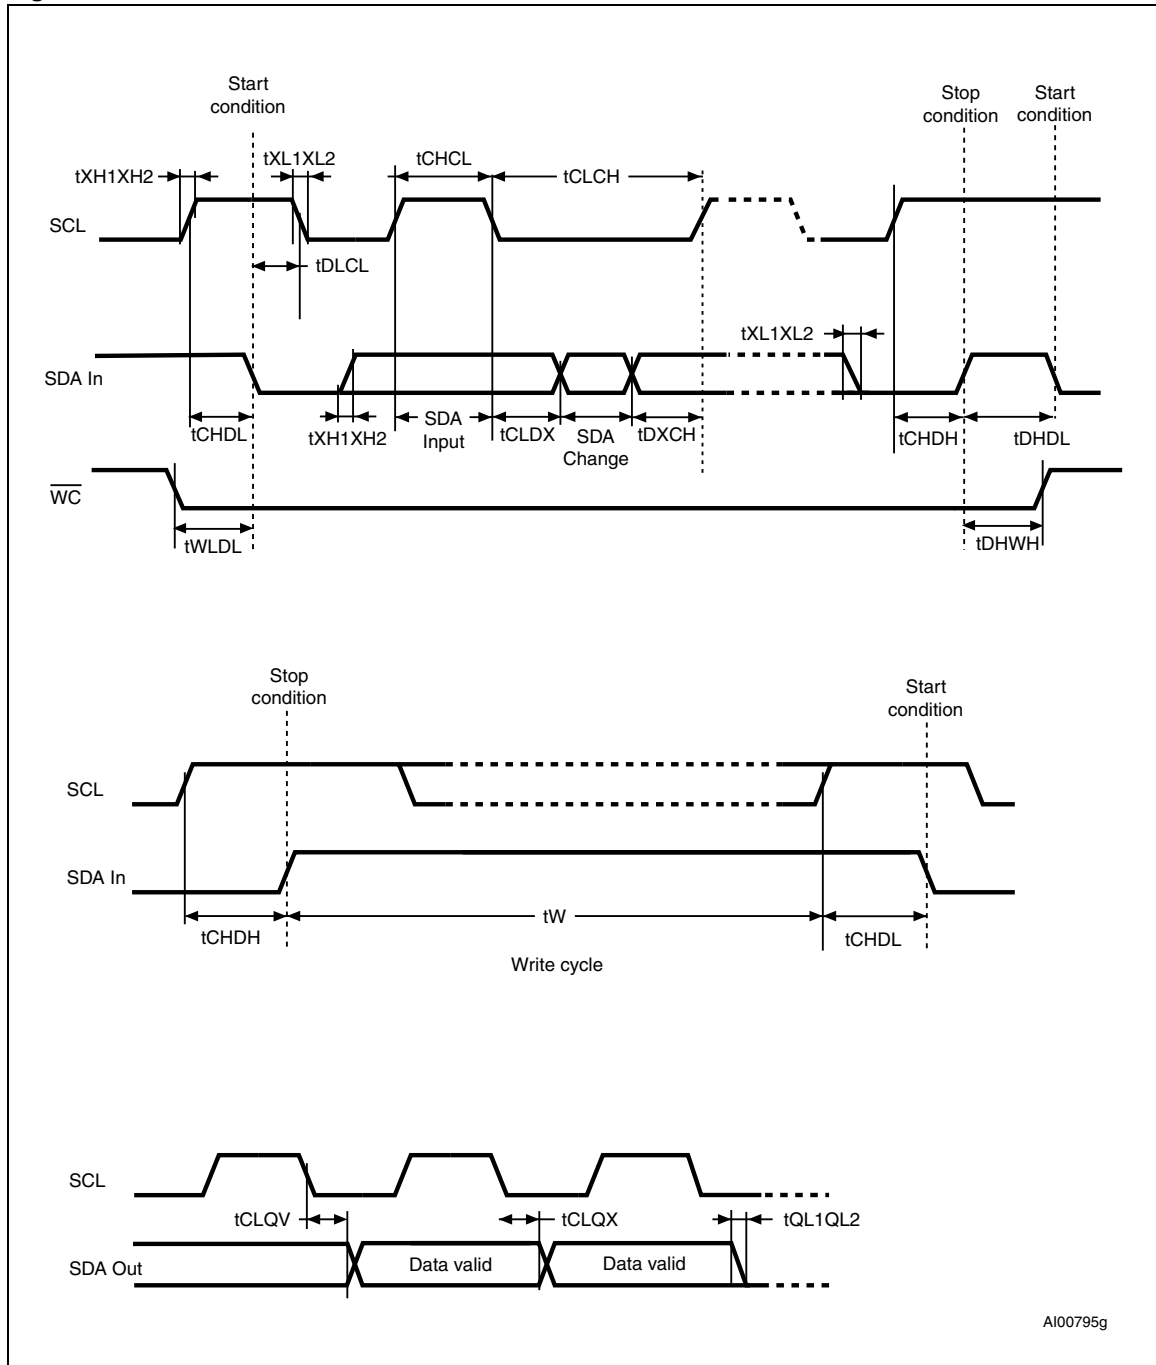 Start
condition
Stop
condition
Start
condition
tXH1XH2
tXL1XL2
tCHCL
tCLCH
SCL
tDLCL
tXL1XL2
SDA In
tCHDL
tXH1XH2
SDA
Input
tCLDX
SDA
Change
tDXCH
tCHDH
tDHDL
WC
tWLDL
tDHWH
Stop
condition
Start
condition
SCL
SDA In
tCHDH
tW
tCHDL
Write cycle
SCL
tCLQV
tCLQX
tQL1QL2
SDA Out
Data valid
Data valid
AI00795g